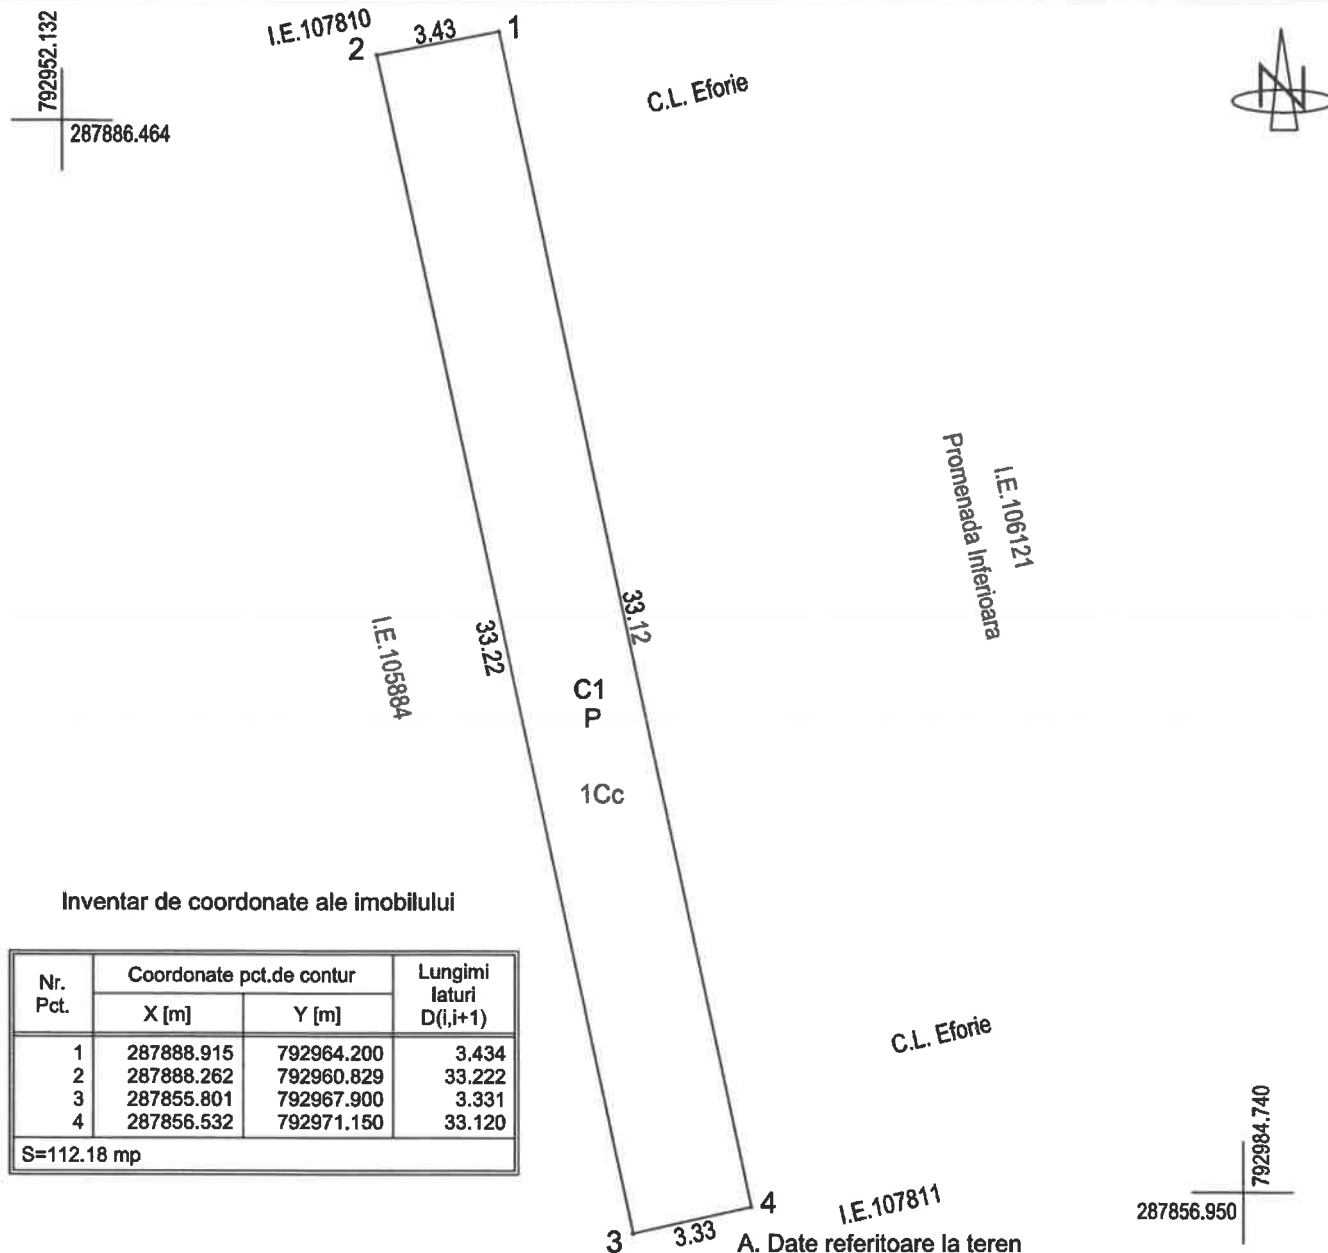 I.E.107810
3.43
1
2
792952.132
287886.464
C.L. Eforie
N
I.E.106121
Promenada Inferioara
33.12
33.22
I.E.105884
C1
P
1Cc
Inventar de coordonate ale imobilului
Nr. Pct.
Coordonate pct.de contur
Lungimi laturi D(i,i+1)
X [m]
Y [m]
1 287888.915 792964.200 3.434
2 287888.262 792960.829 33.222
3 287855.801 792967.900 3.331
4 287856.532 792971.150 33.120
S=112.18 mp
C.L. Eforie
792984.740
287856.950
4
I.E.107811
3
3.33
A. Date referitoare la teren